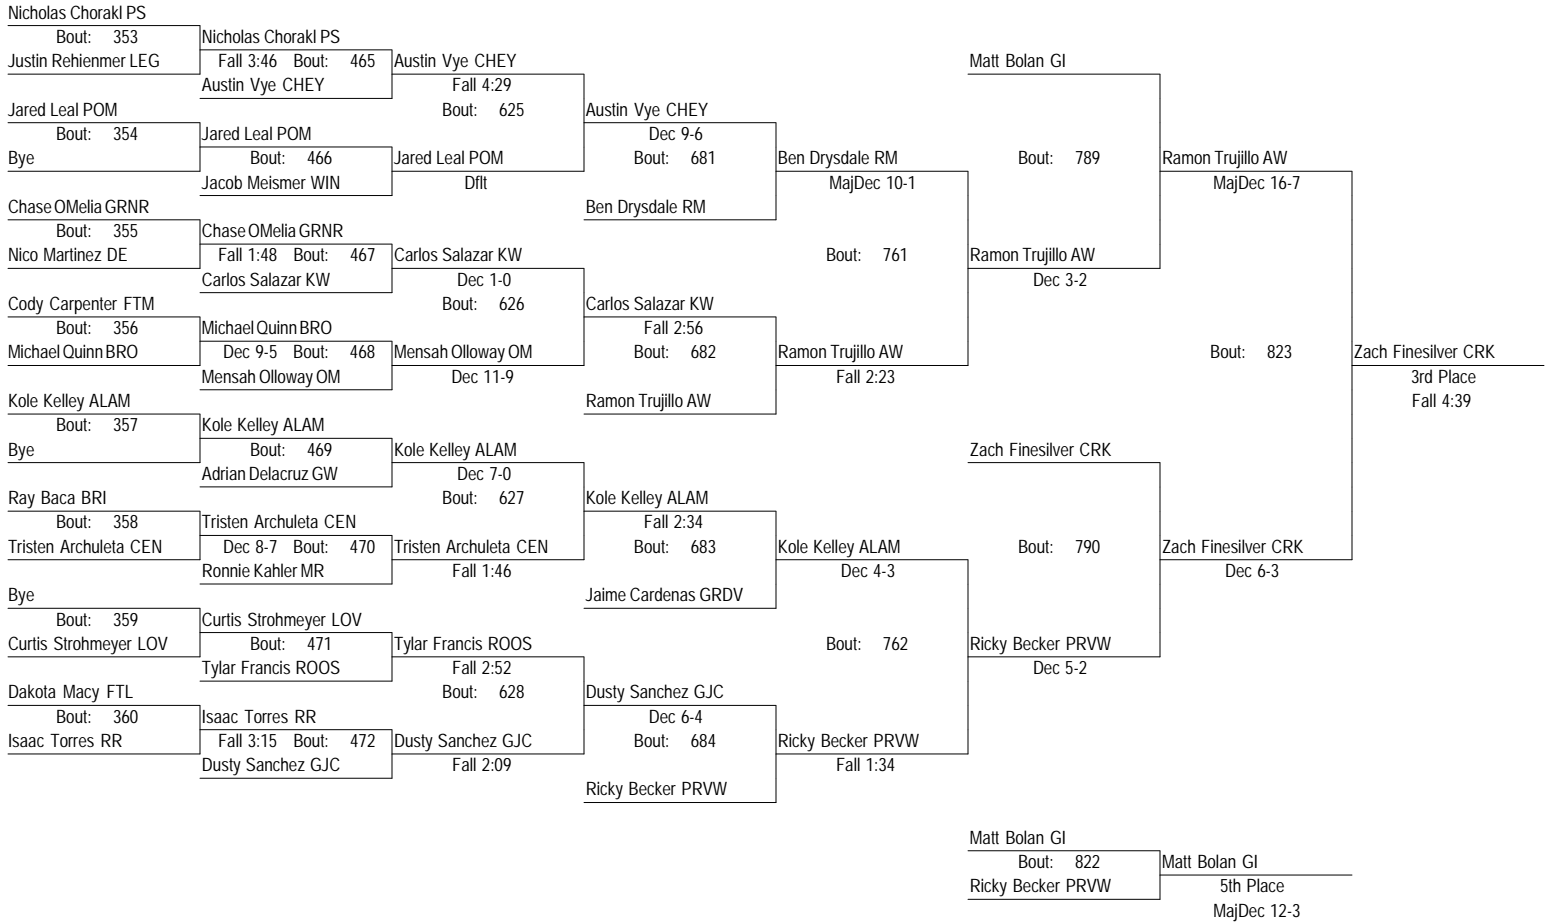 Nicholas Chorakl PS
Bout: 353
Nicholas Chorakl PS
Justin Rehienmer LEG
Fall 3:46 Bout: 465
Austin Vye CHEY
Matt Bolan GI
Austin Vye CHEY
Fall 4:29
Jared Leal POM
Bout: 625
Austin Vye CHEY
Bout: 354
Jared Leal POM
Dec 9-6
Bye
Bout: 466
Jared Leal POM
Bout: 681
Ben Drysdale RM
Bout: 789
Ramon Trujillo AW
Jacob Meismer WIN
Dflt
MajDec 10-1
MajDec 16-7
Chase OMelia GRNR
Ben Drysdale RM
Bout: 355
Chase OMelia GRNR
Nico Martinez DE
Fall 1:48 Bout: 467
Carlos Salazar KW
Bout: 761
Ramon Trujillo AW
Carlos Salazar KW
Dec 1-0
Dec 3-2
Cody Carpenter FTM
Bout: 626
Carlos Salazar KW
Bout: 356
Michael Quinn BRO
Fall 2:56
Michael Quinn BRO
Dec 9-5 Bout: 468
Mensah Olloway OM
Bout: 682
Ramon Trujillo AW
Bout: 823
Zach Finesilver CRK
Mensah Olloway OM
Dec 11-9
Fall 2:23
3rd Place
Kole Kelley ALAM
Ramon Trujillo AW
Fall 4:39
Bout: 357
Kole Kelley ALAM
Bye
Bout: 469
Kole Kelley ALAM
Zach Finesilver CRK
Adrian Delacruz GW
Dec 7-0
Ray Baca BRI
Bout: 627
Kole Kelley ALAM
Bout: 358
Tristen Archuleta CEN
Fall 2:34
Tristen Archuleta CEN
Dec 8-7 Bout: 470
Tristen Archuleta CEN
Bout: 683
Kole Kelley ALAM
Bout: 790
Zach Finesilver CRK
Ronnie Kahler MR
Fall 1:46
Dec 4-3
Dec 6-3
Bye
Jaime Cardenas GRDV
Bout: 359
Curtis Strohmeyer LOV
Curtis Strohmeyer LOV
Bout: 471
Tylar Francis ROOS
Bout: 762
Ricky Becker PRVW
Tylar Francis ROOS
Fall 2:52
Dec 5-2
Dakota Macy FTL
Bout: 628
Dusty Sanchez GJC
Bout: 360
Isaac Torres RR
Dec 6-4
Isaac Torres RR
Fall 3:15 Bout: 472
Dusty Sanchez GJC
Bout: 684
Ricky Becker PRVW
Dusty Sanchez GJC
Fall 2:09
Fall 1:34
Ricky Becker PRVW
Matt Bolan GI
Bout: 822
Matt Bolan GI
Ricky Becker PRVW
5th Place
MajDec 12-3